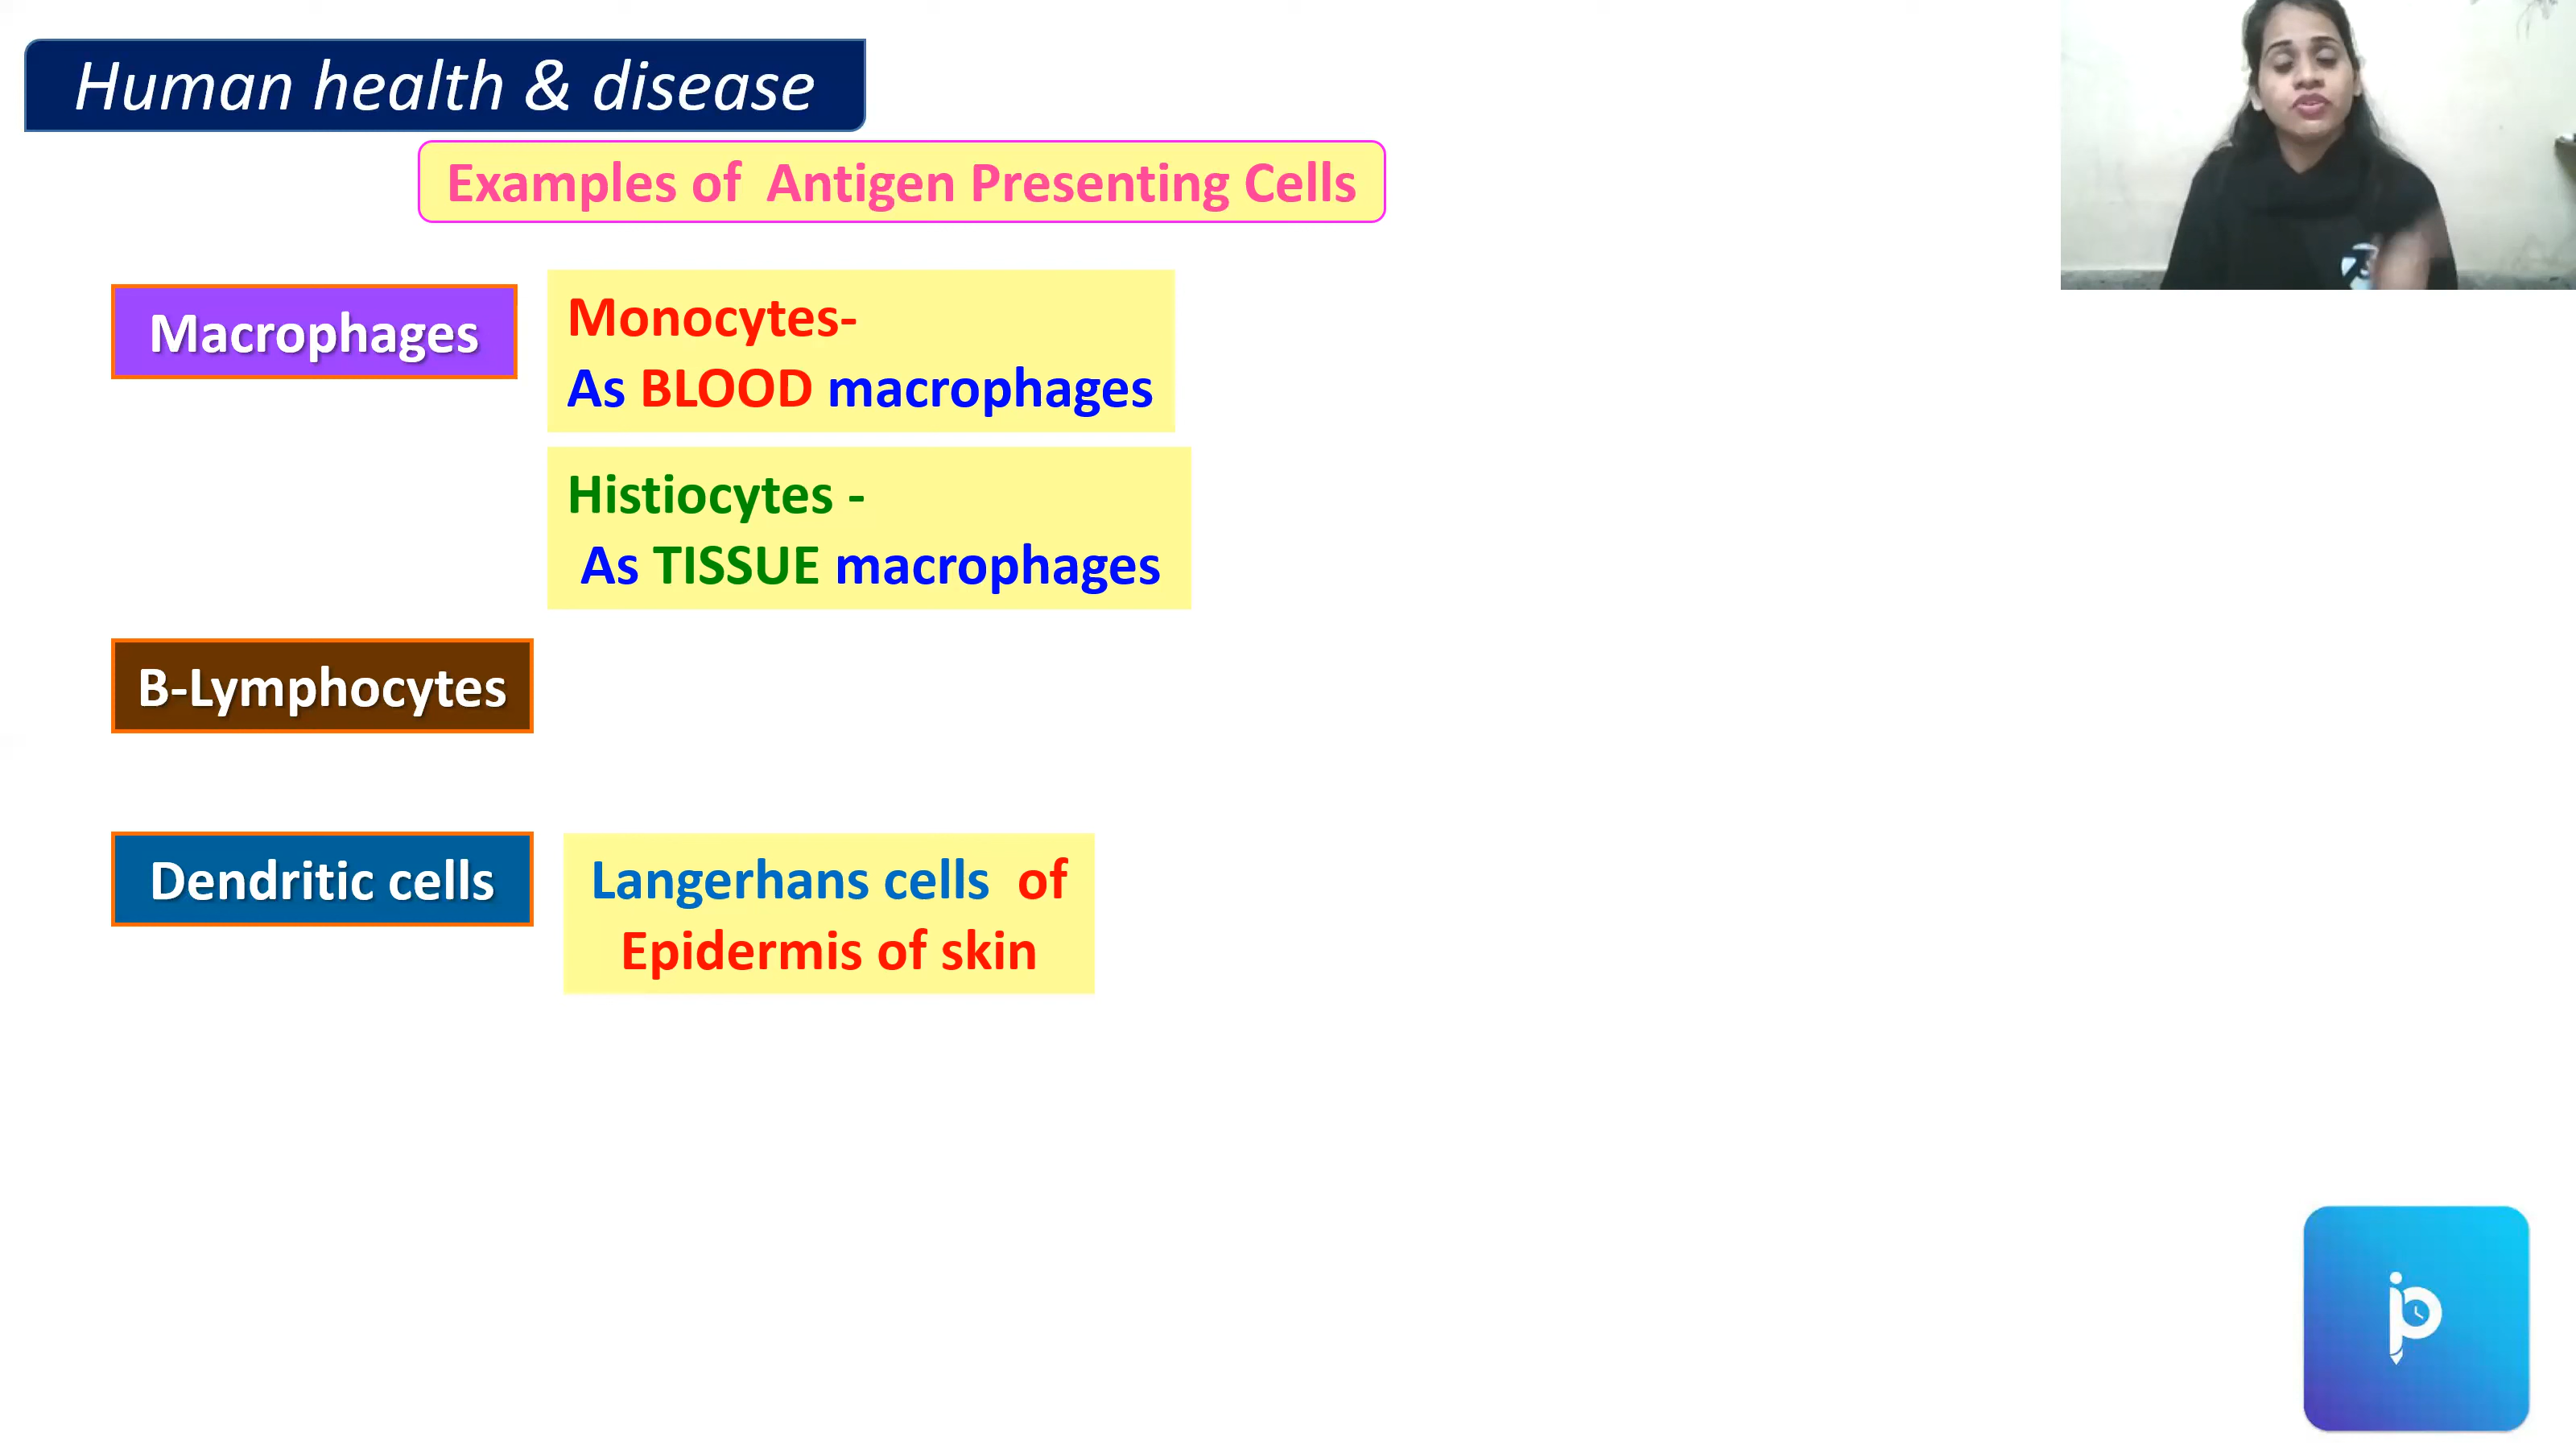 Human health & disease
Examples of Antigen Presenting Cells
Macrophages
Monocytes-
As BLOOD macrophages
Histiocytes -
As TISSUE macrophages
B-Lymphocytes
Dendritic cells
Langerhans cells of
Epidermis of skin